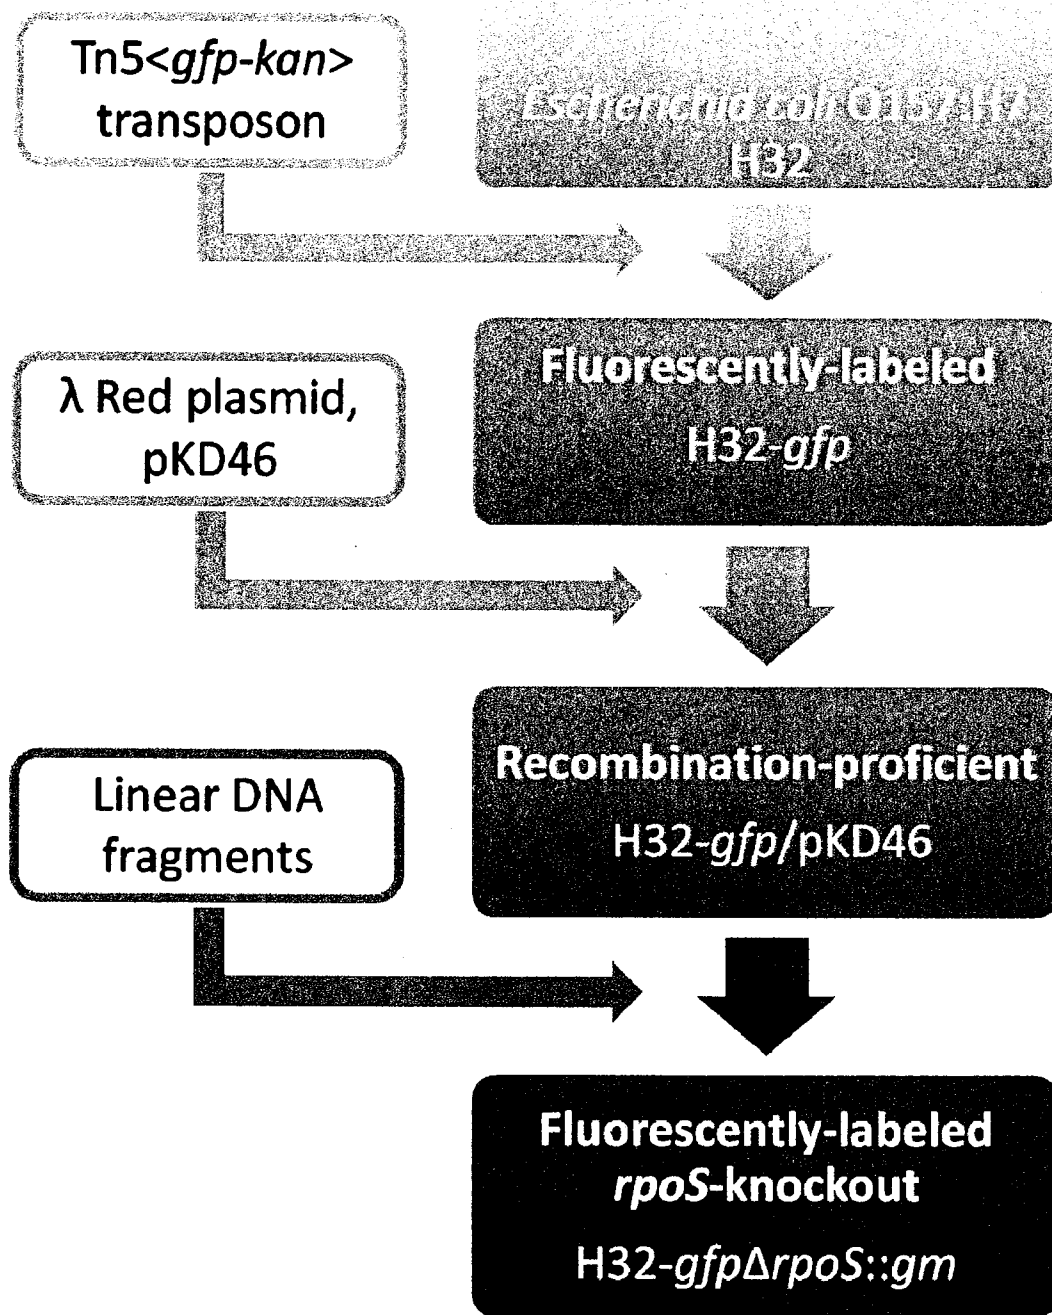 Tn5<gfp-kan>
transposon
Escherichia coli O157:H7
H32
Fluorescently-labeled
H32-gfp
λ Red plasmid,
pKD46
Recombination-proficient
H32-gfp/pKD46
Linear DNA
fragments
Fluorescently-labeled
rpoS-knockout
H32-gfpΔrpoS::gm